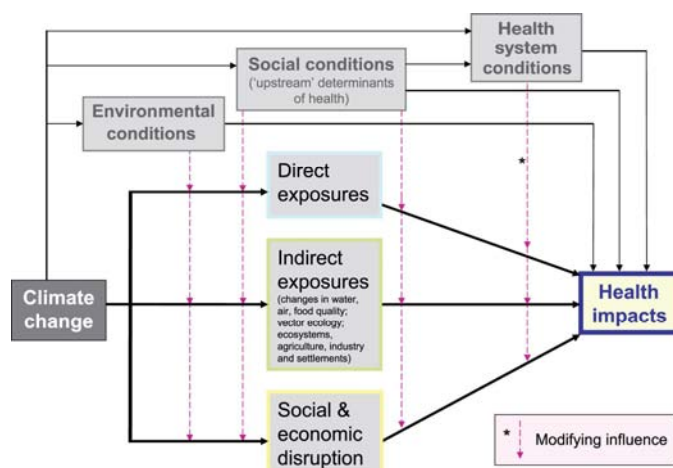 Health
system
conditions
Social conditions
('upstream' determinants
of health)
Environmental
conditions
*
Direct
exposures
Indirect
exposures
(changes in water,
air, food quality;
vector ecology;
ecosystems,
agriculture, industry
and settlements)
Climate
change
Health
impacts
Social &
economic
disruption
* Modifying influence